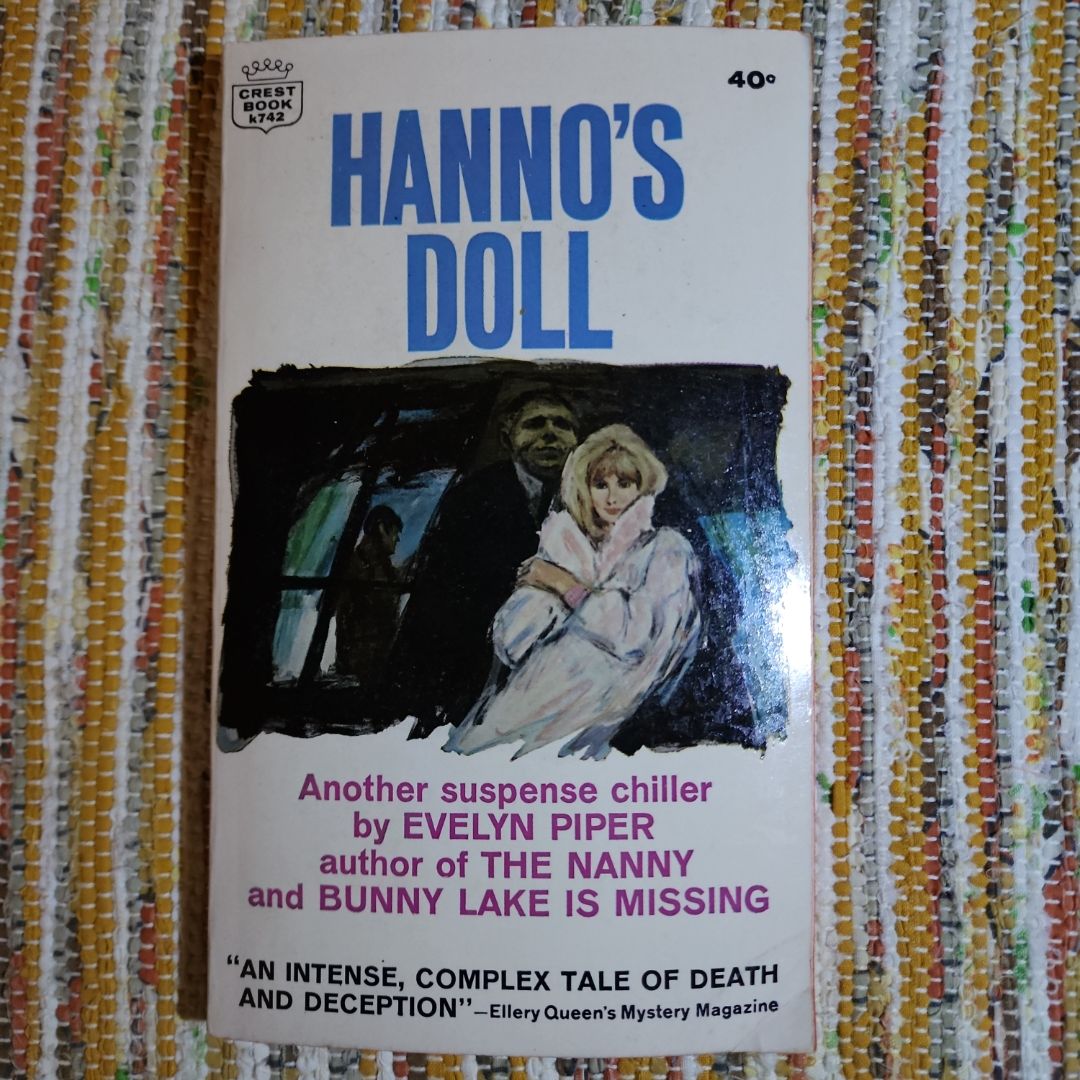 CREST
BOOK
k742
40c
HANNO'S
DOLL
Another suspense chiller
by EVELYN PIPER
author of THE NANNY
and BUNNY LAKE IS MISSING
"AN INTENSE, COMPLEX TALE OF DEATH
AND DECEPTION"—Ellery Queen's Mystery Magazine